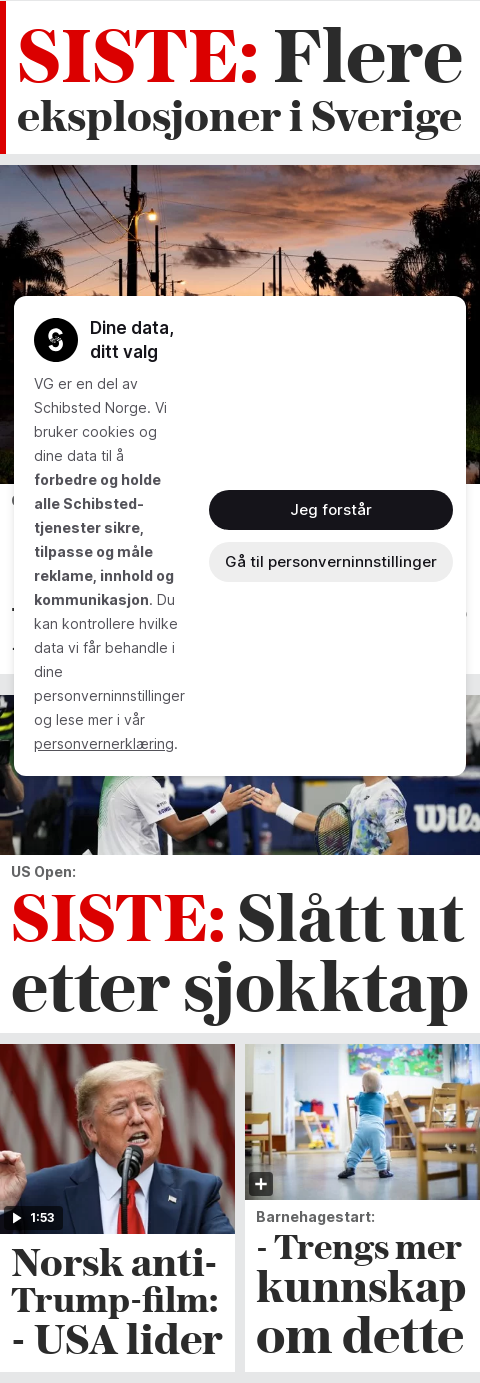 SISTE: Flere
eksplosjoner i Sverige
Dine data,
ditt valg
VG er en del av
Schibsted Norge. Vi
bruker cookies og
dine data til å
forbedre og holde
alle Schibsted-
tjenester sikre,
tilpasse og måle
reklame, innhold og
kommunikasjon. Du
kan kontrollere hvilke
data vi får behandle i
dine
personverninnstillinger
og lese mer i vår
personvernerklæring.
Jeg forstår
Gå til personverninnstillinger
Wils
US Open:
SISTE: Slått ut
etter sjokktap
1:53
Norsk anti-
Trump-film:
- USA lider
Barnehagestart:
- Trengs mer
kunnskap
om dette